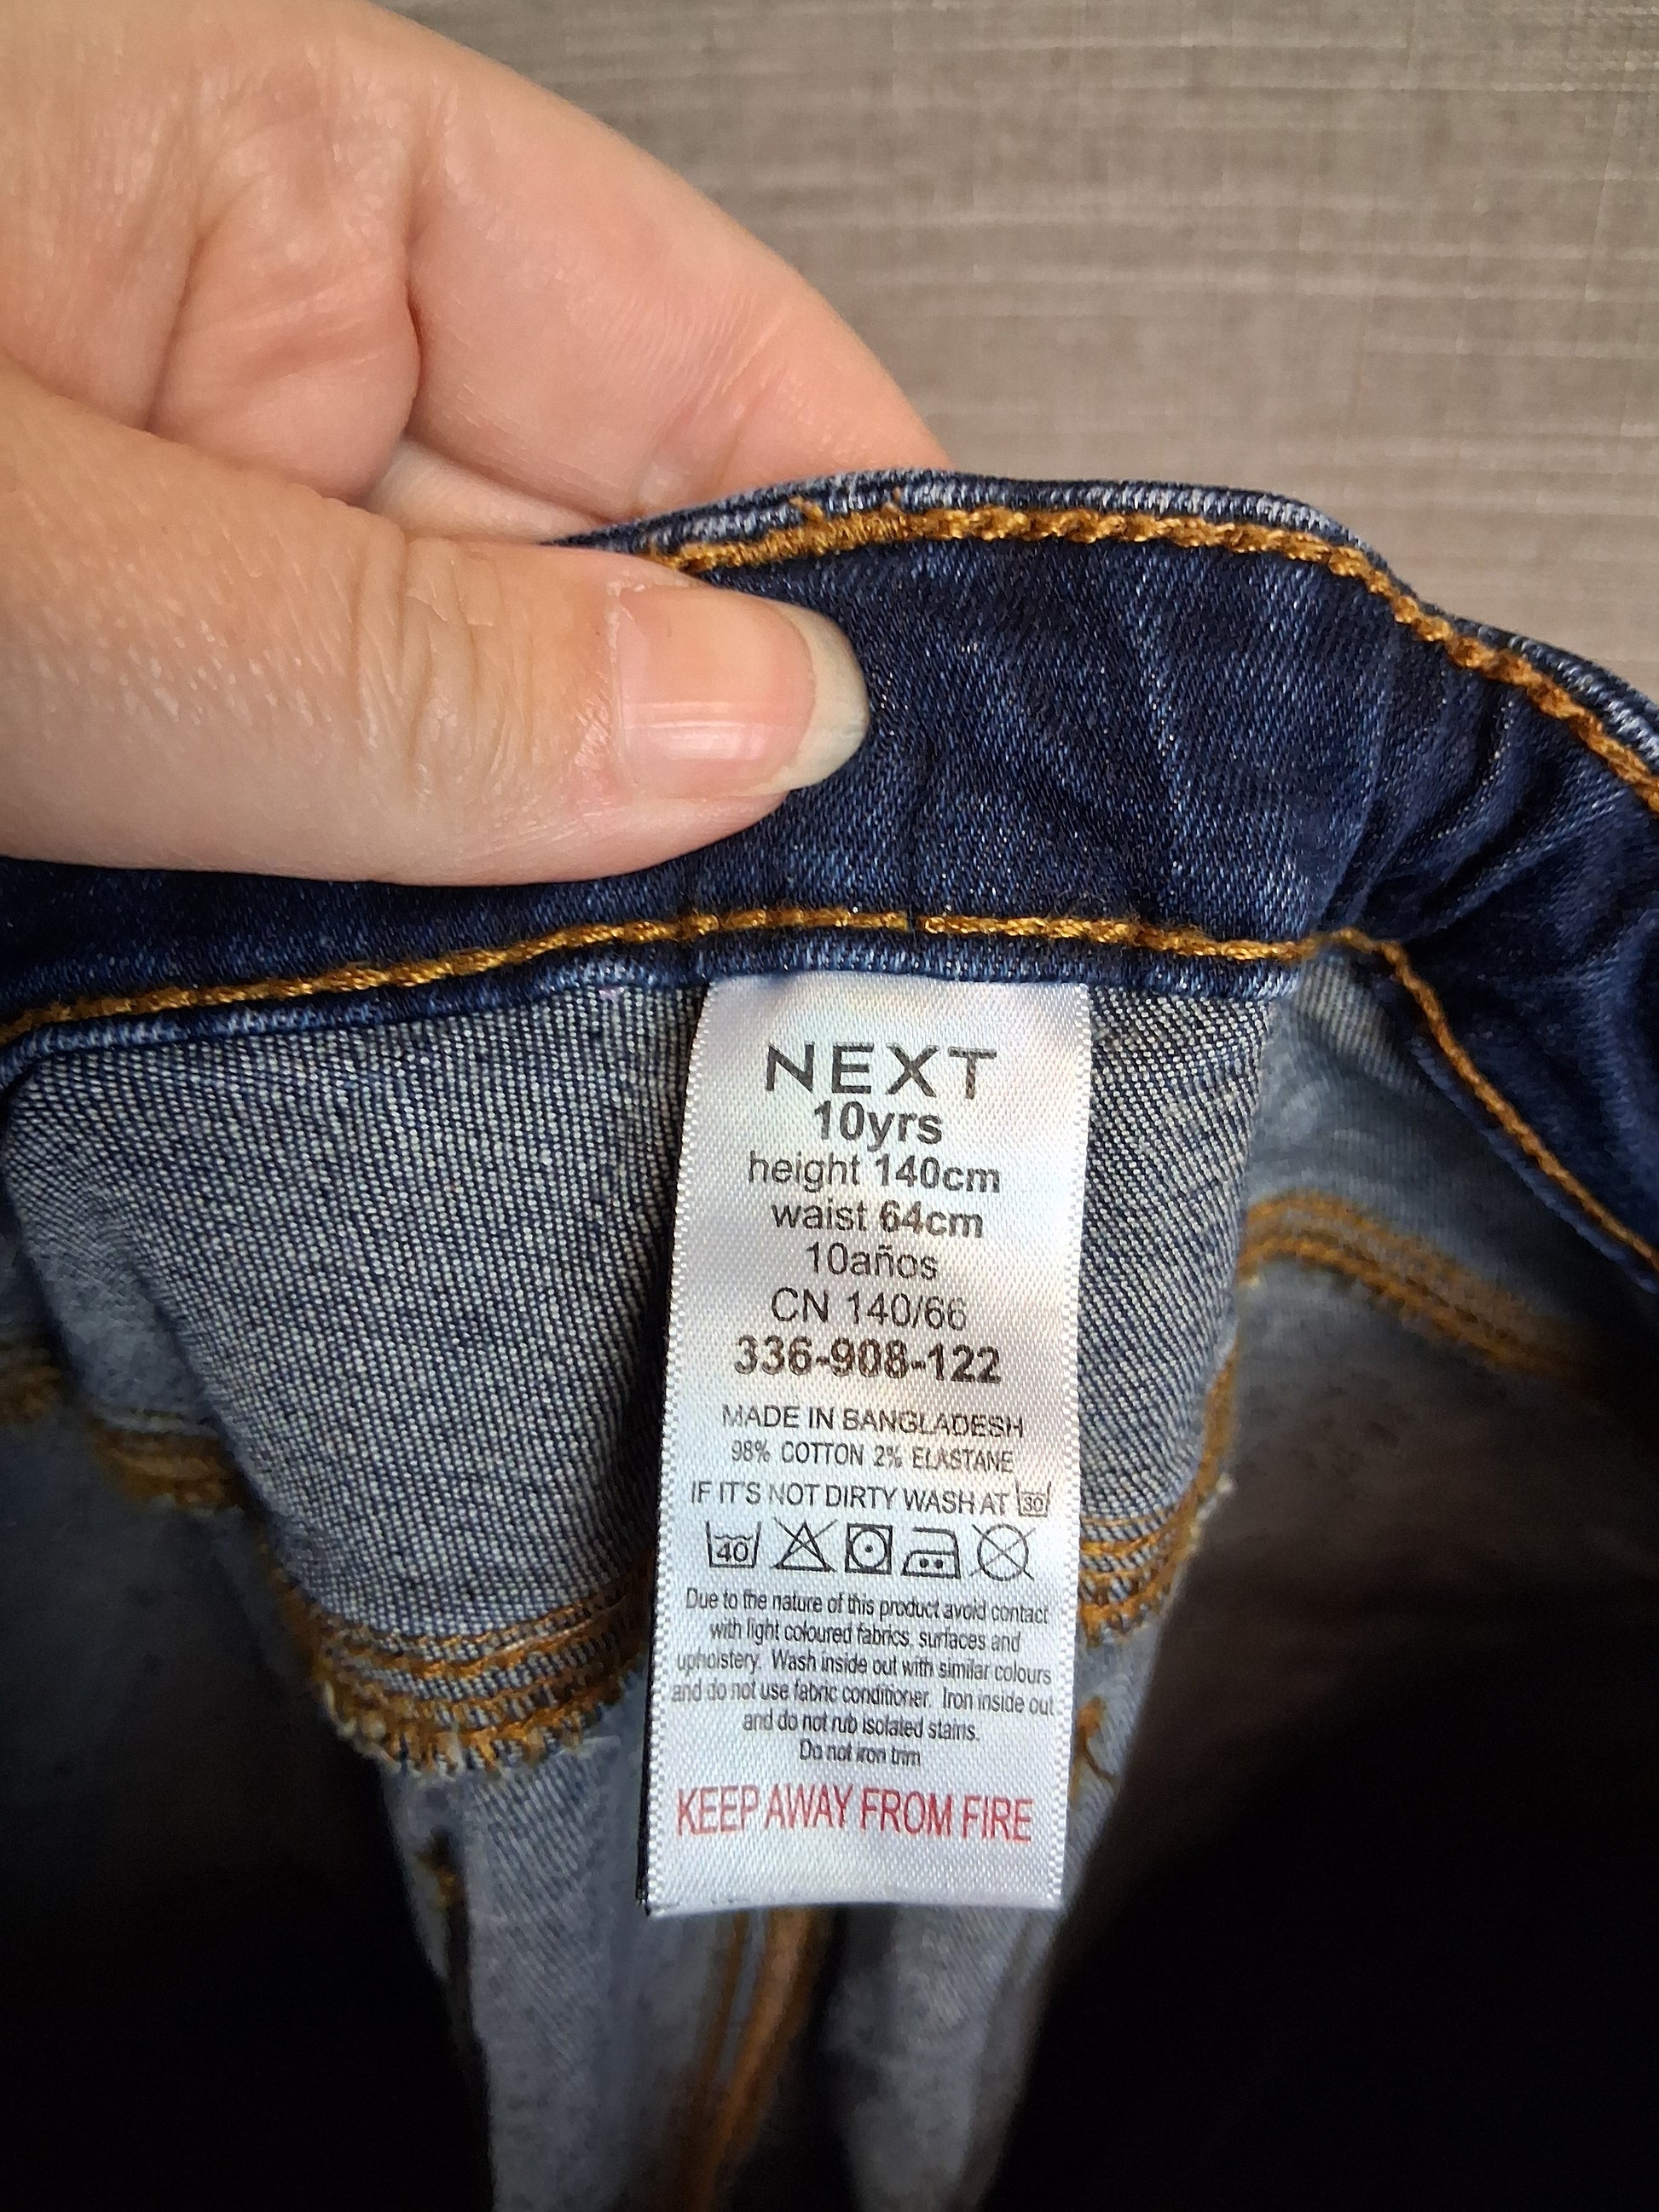 NEXT
10yrs
height 140cm
waist 64cm
10años
CN 140/66
336-908-122
MADE IN BANGLADESH
98% COTTON 2% ELASTANE
IF IT'S NOT DIRTY WASH AT 30
40
Due to the nature of this product avoid contact
with light coloured fabrics, surfaces and
upholstery. Wash inside out with similar colours
and do not use fabric conditioner. Iron inside out
and do not rub isolated stains.
Do not iron trim
KEEP AWAY FROM FIRE